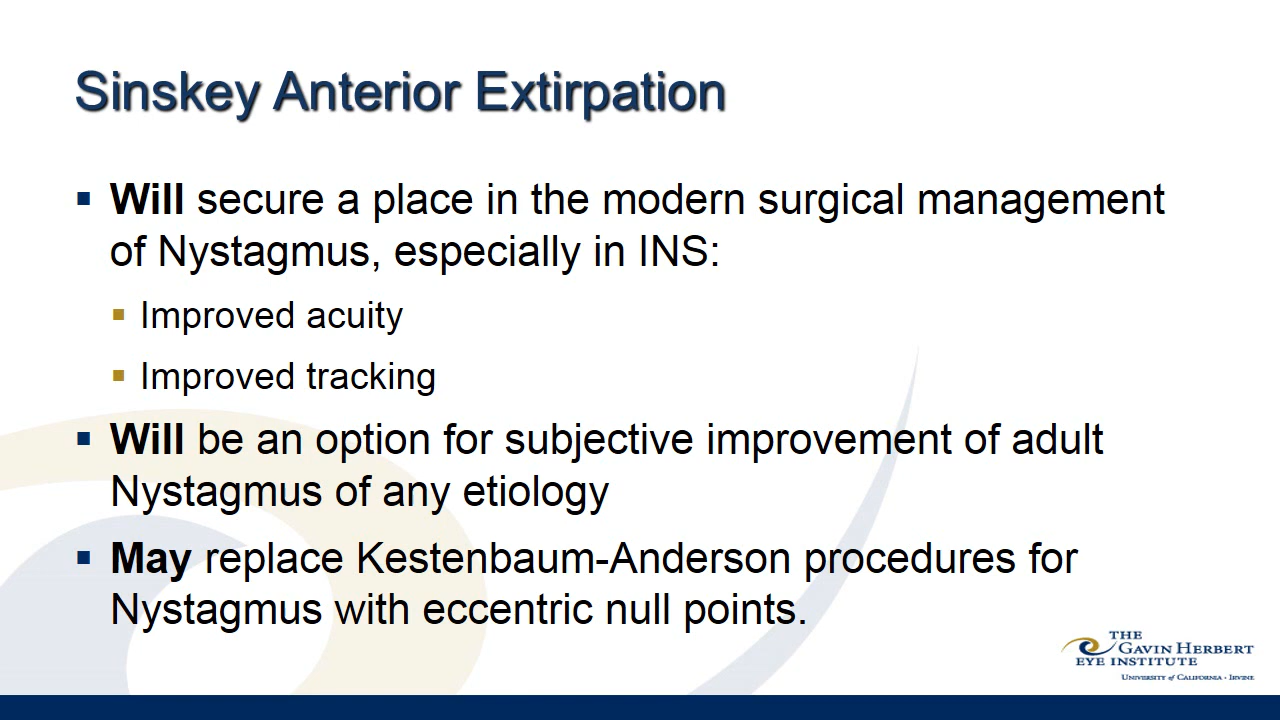 Sinskey Anterior Extirpation
Will secure a place in the modern surgical management
of Nystagmus, especially in INS:
Improved acuity
Improved tracking
Will be an option for subjective improvement of adult
Nystagmus of any etiology
May replace Kestenbaum-Anderson procedures for
Nystagmus with eccentric null points.
THE
GAVIN HERBERT
EYE INSTITUTE
UNIVERSITY of CALIFORNIA • IRVINE